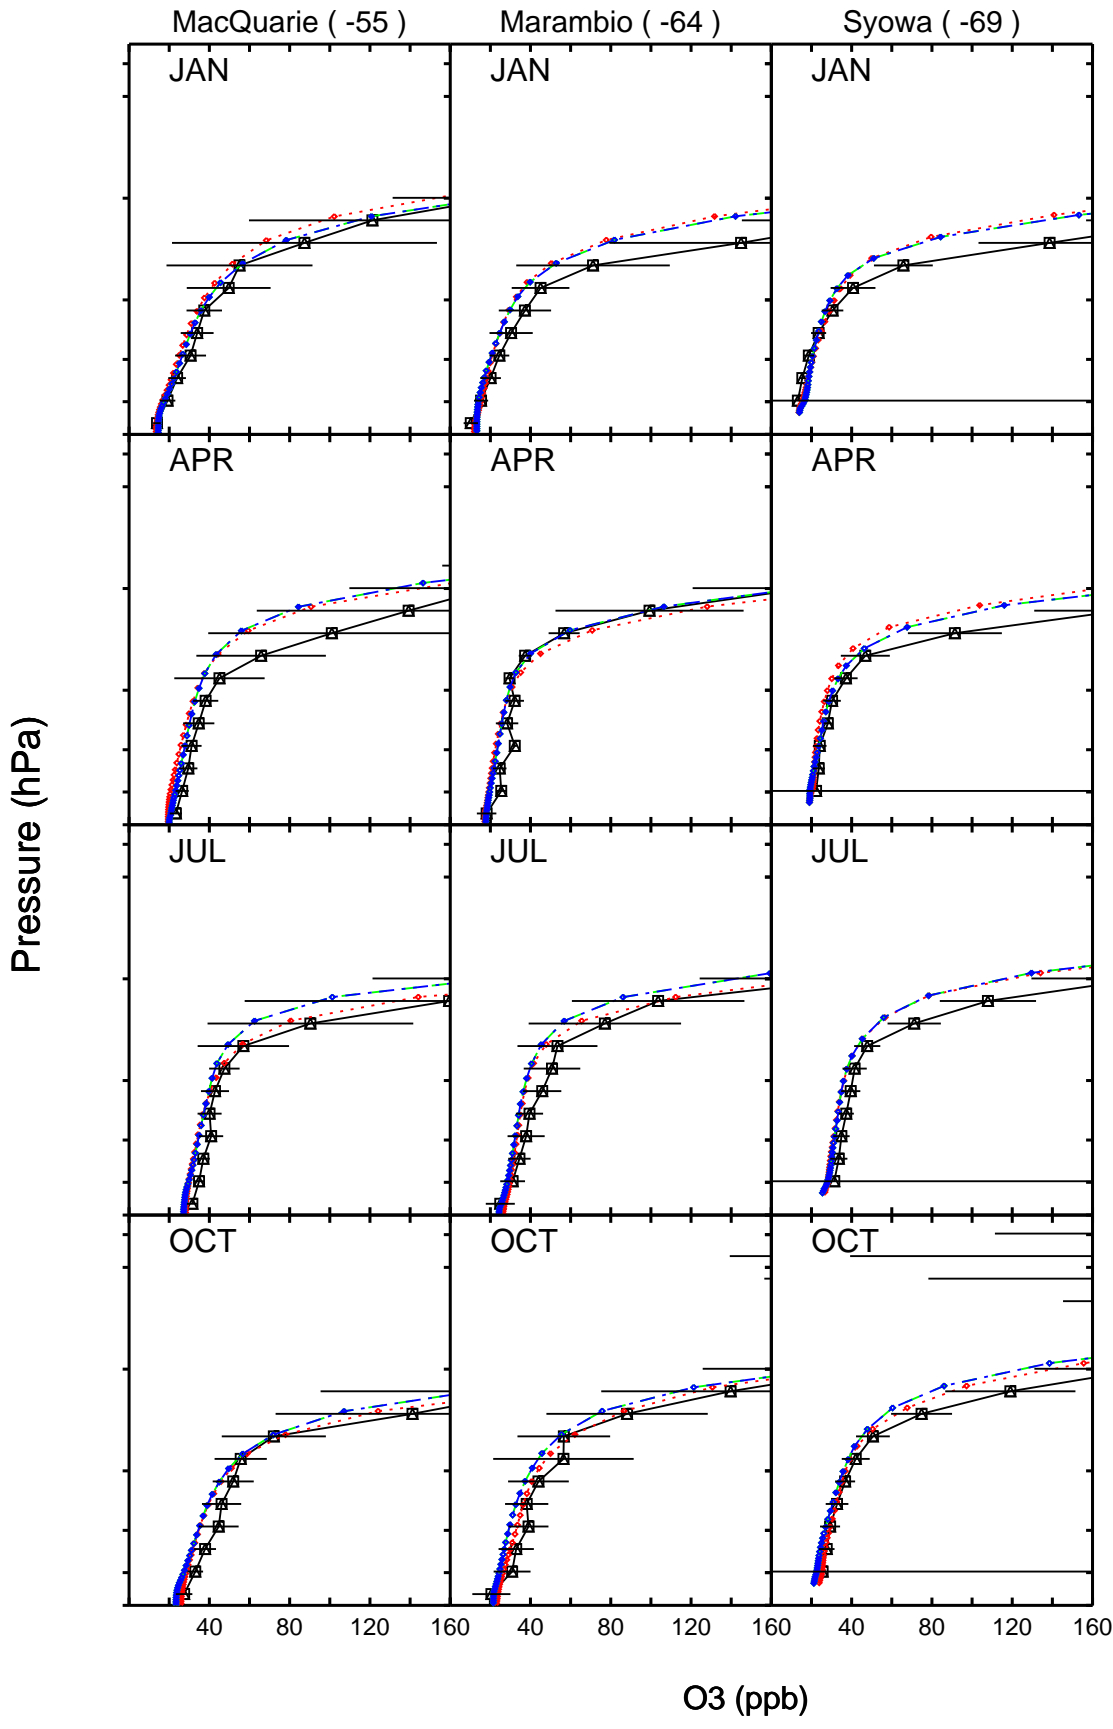 MacQuarie ( -55 ) Marambio ( -64 ) Syowa ( -69 )
JAN JAN JAN
APR APR APR
JUL JUL JUL
OCT OCT OCT
Pressure (hPa)
40 80 120 160 40 80 120 160 40 80 120 160
O3 (ppb)